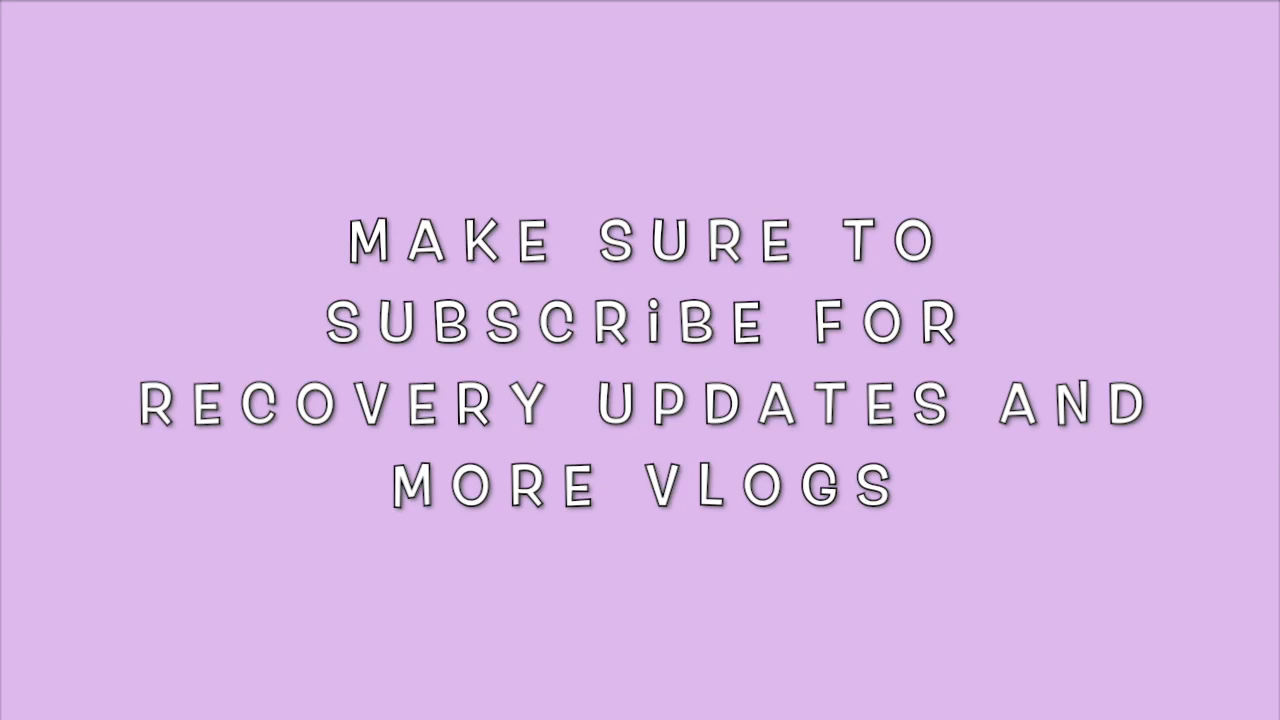 MAKE SURE TO
SUBSCRiBE FOR
RECOVERY UPDATES AND
MORE VLOGS